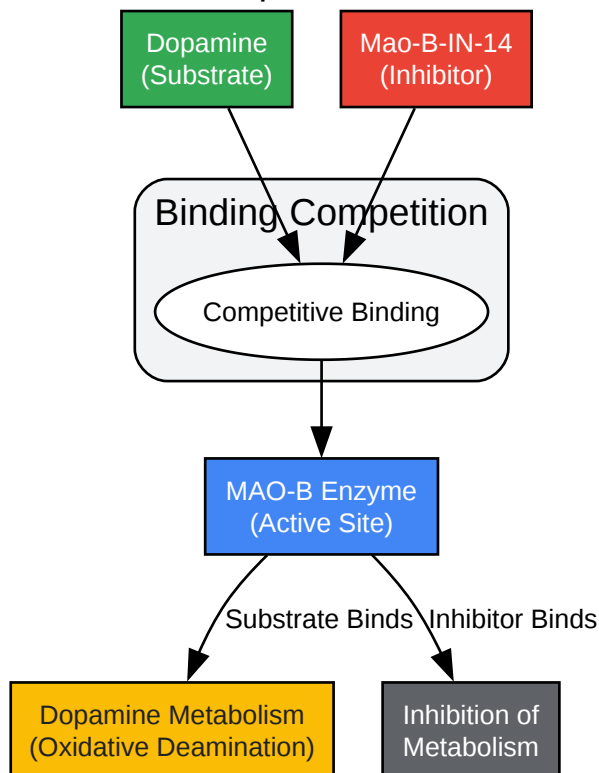 Dopamine
(Substrate)
Mao-B-IN-14
(Inhibitor)
Binding Competition
Competitive Binding
MAO-B Enzyme
(Active Site)
Substrate Binds
Inhibitor Binds
Dopamine Metabolism
(Oxidative Deamination)
Inhibition of
Metabolism